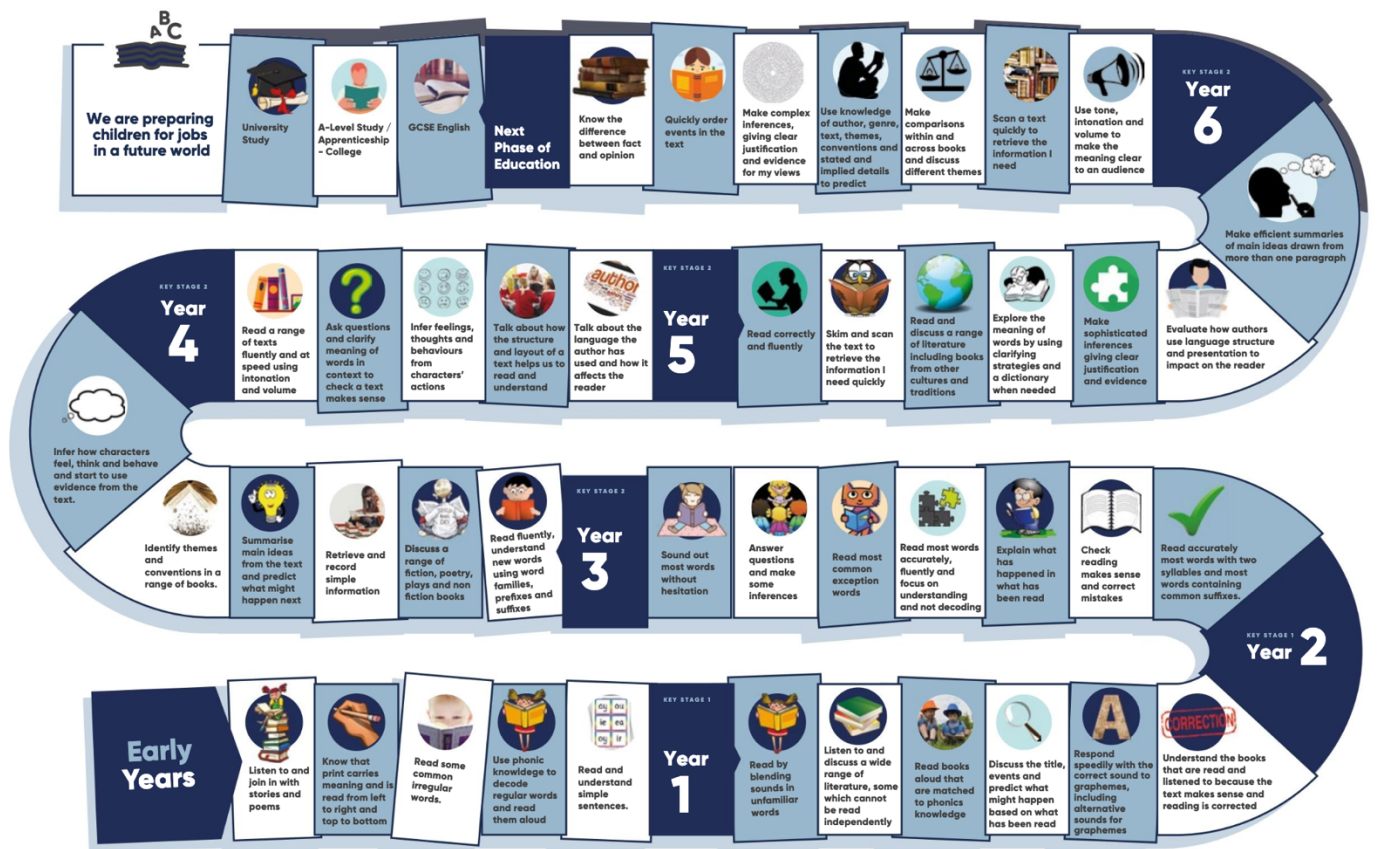 A B C
We are preparing
children for jobs
in a future world
University
Study
A-Level Study /
Apprenticeship
- College
GCSE English
Next
Phase of
Education
Know the
difference
between fact
and opinion
Quickly order
events in the
text
Make complex
inferences,
giving clear
justification
and evidence
for my views
Use knowledge
of author, genre,
text, themes,
conventions and
stated and
implied details
to predict
Make
comparisons
within and
across books
and discuss
different themes
Scan a text
quickly to
retrieve the
information I
need
Use tone,
intonation and
volume to
make the
meaning clear
to an audience
KEY STAGE 2
Year
6
Make efficient summaries
of main ideas drawn from
more than one paragraph
KEY STAGE 2
Year
4
Read a range
of texts
fluently and at
speed using
intonation
and volume
?
Ask questions
and clarify
meaning of
words in
context to
check a text
makes sense
Infer feelings,
thoughts and
behaviours
from
characters'
actions
Talk about how
the structure
and layout of a
text helps us to
read and
understand
author
Talk about the
language the
author has
used and how it
affects the
reader
KEY STAGE 2
Year
5
Read correctly
and fluently
Skim and scan
the text to
retrieve the
information I
need quickly
Read and
discuss a range
of literature
including books
from other
cultures and
traditions
Explore the
meaning of
words by using
clarifying
strategies and
a dictionary
when needed
Make
sophisticated
inferences
giving clear
justification
and evidence
Evaluate how authors
use language structure
and presentation to
impact on the reader
Infer how characters
feel, think and behave
and start to use
evidence from the
text.
Identify themes
and
conventions in a
range of books.
Summarise
main ideas
from the text
and predict
what might
happen next
Retrieve and
record
simple
information
Discuss a
range of
fiction, poetry,
plays and non
fiction books
Read fluently,
understand
new words
using word
families,
prefixes and
suffixes
KEY STAGE 2
Year
3
Sound out
most words
without
hesitation
Answer
questions
and make
some
inferences
Read most
common
exception
words
Read most words
accurately,
fluently and
focus on
understanding
and not decoding
Explain what
has
happened in
what has
been read
Check
reading
makes sense
and correct
mistakes
Read accurately
most words with two
syllables and most
words containing
common suffixes.
KEY STAGE 1
Year 2
Early
Years
Listen to and
join in with
stories and
poems
Know that
print carries
meaning and is
read from left
to right and
top to bottom
Read some
common
irregular
words.
Use phonic
knowldege to
decode
regular words
and read
them aloud
oy ou
ie ea
oy ir
Read and
understand
simple
sentences.
KEY STAGE 1
Year
1
Read by
blending
sounds in
unfamiliar
words
Listen to and
discuss a wide
range of
literature, some
which cannot
be read
independently
Read books
aloud that
are matched
to phonics
knowledge
Discuss the title,
events and
predict what
might happen
based on what
has been read
A
Respond
speedily with the
correct sound to
graphemes,
including
alternative
sounds for
graphemes
CORRECTION
Understand the books
that are read and
listened to because the
text makes sense and
reading is corrected